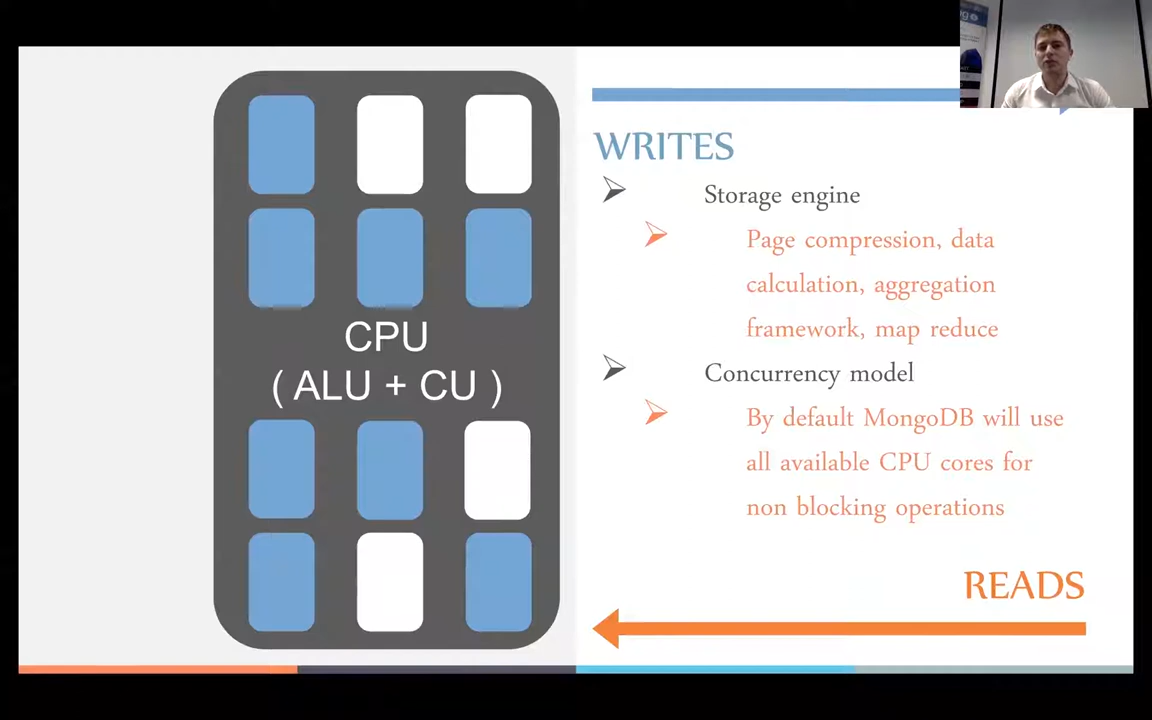 CPU
( ALU + CU )
WRITES
Storage engine
Page compression, data
calculation, aggregation
framework, map reduce
Concurrency model
By default MongoDB will use
all available CPU cores for
non blocking operations
READS